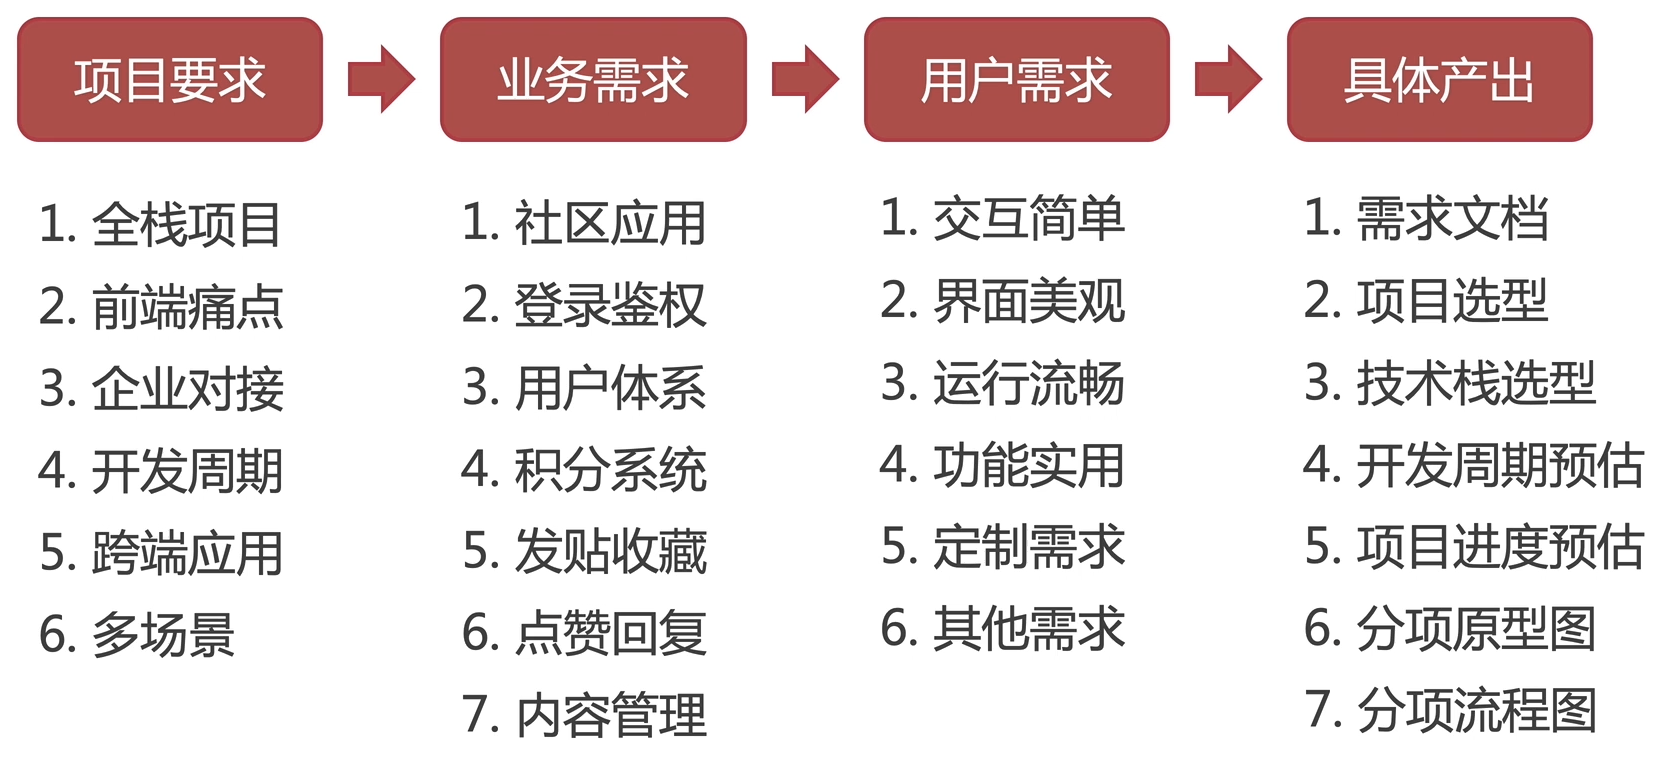 项目要求
业务需求
用户需求
具体产出
1. 全栈项目
2. 前端痛点
3. 企业对接
4. 开发周期
5. 跨端应用
6. 多场景
1. 社区应用
2. 登录鉴权
3. 用户体系
4. 积分系统
5. 发贴收藏
6. 点赞回复
7. 内容管理
1. 交互简单
2. 界面美观
3. 运行流畅
4. 功能实用
5. 定制需求
6. 其他需求
1. 需求文档
2. 项目选型
3. 技术栈选型
4. 开发周期预估
5. 项目进度预估
6. 分项原型图
7. 分项流程图